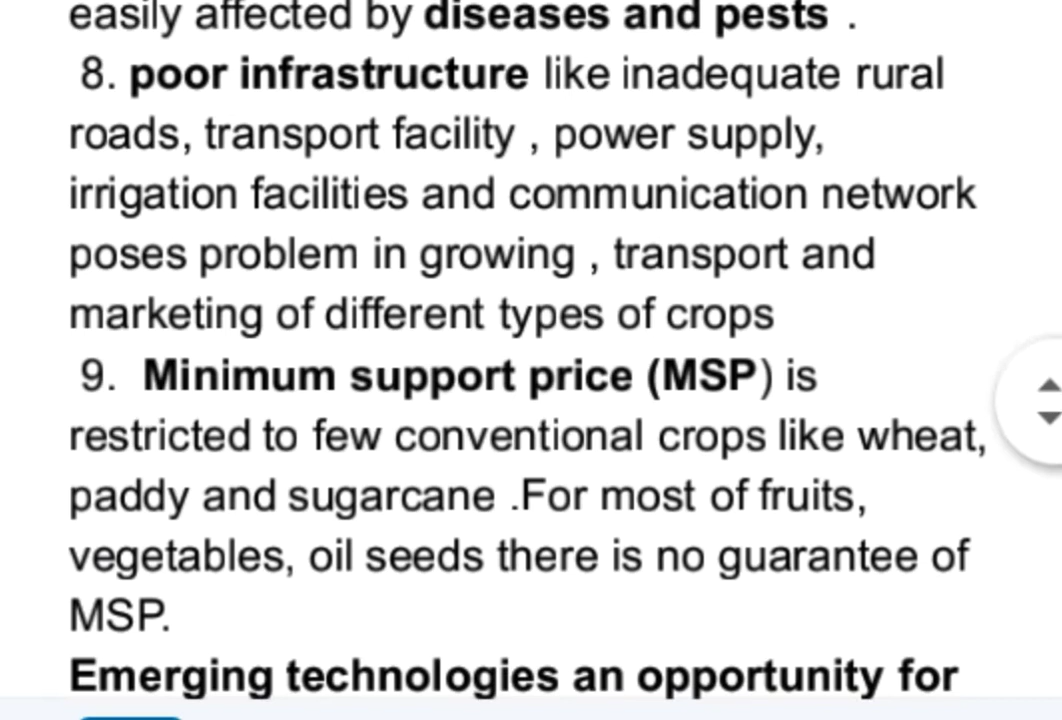 easily affected by diseases and pests .
8. poor infrastructure like inadequate rural
roads, transport facility , power supply,
irrigation facilities and communication network
poses problem in growing , transport and
marketing of different types of crops
9. Minimum support price (MSP) is
restricted to few conventional crops like wheat,
paddy and sugarcane .For most of fruits,
vegetables, oil seeds there is no guarantee of
MSP.
Emerging technologies an opportunity for